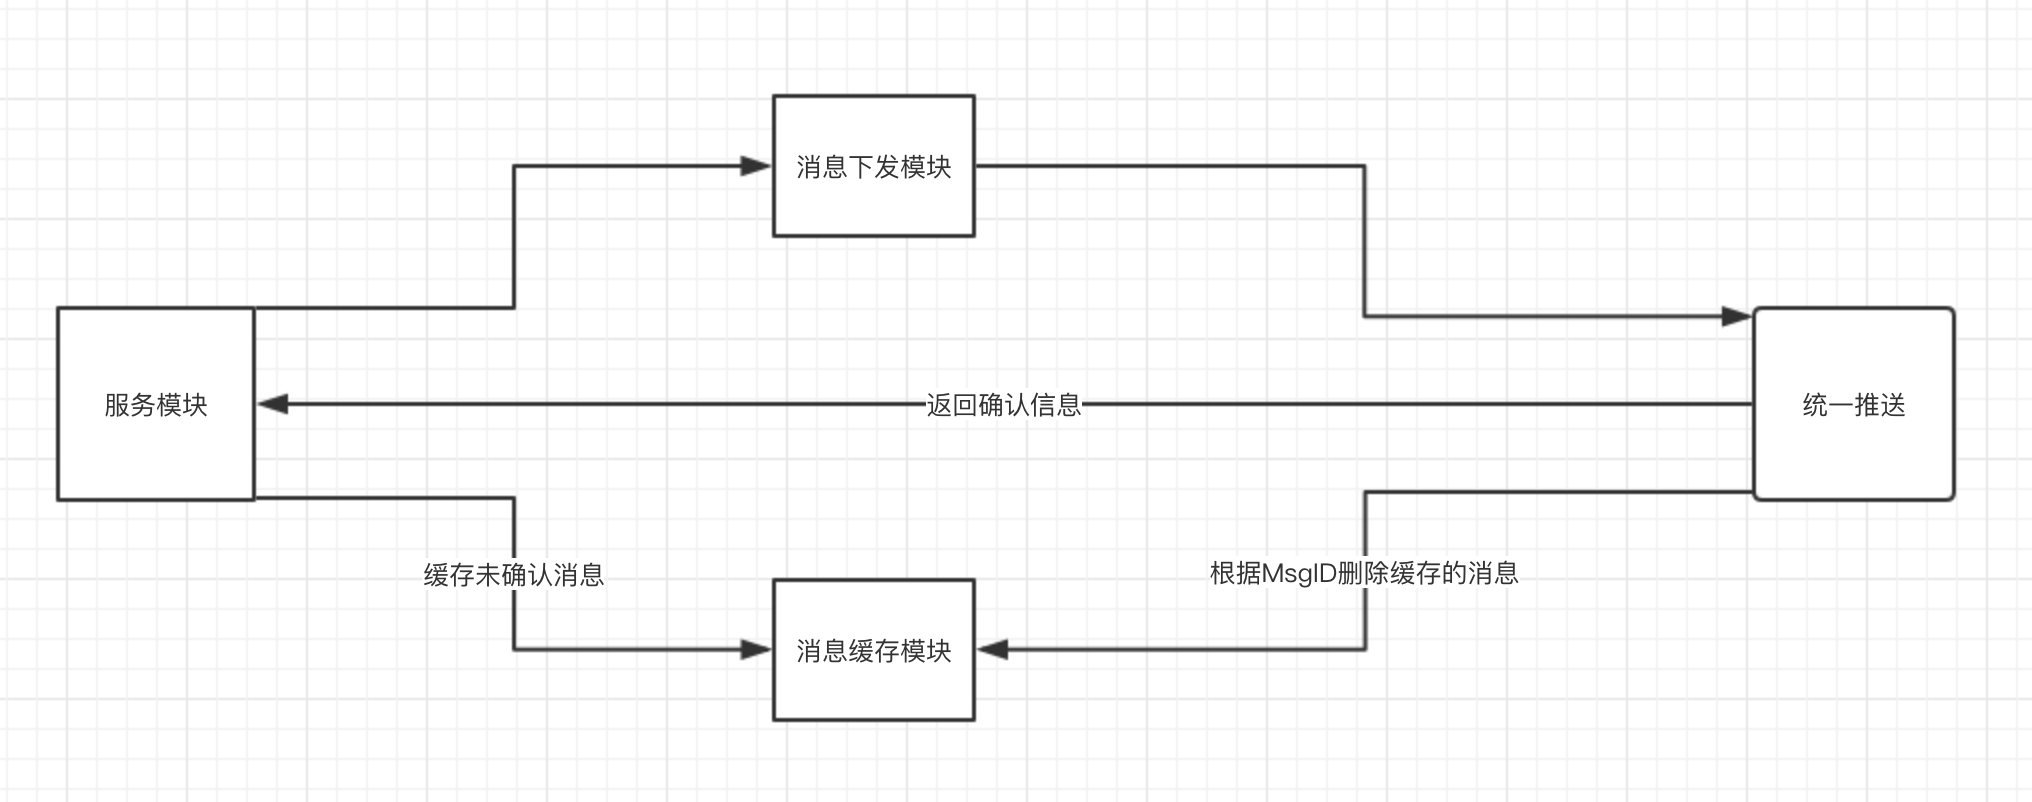 消息下发模块
服务模块
返回确认信息
统一推送
缓存未确认消息
根据MsgID删除缓存的消息
消息缓存模块